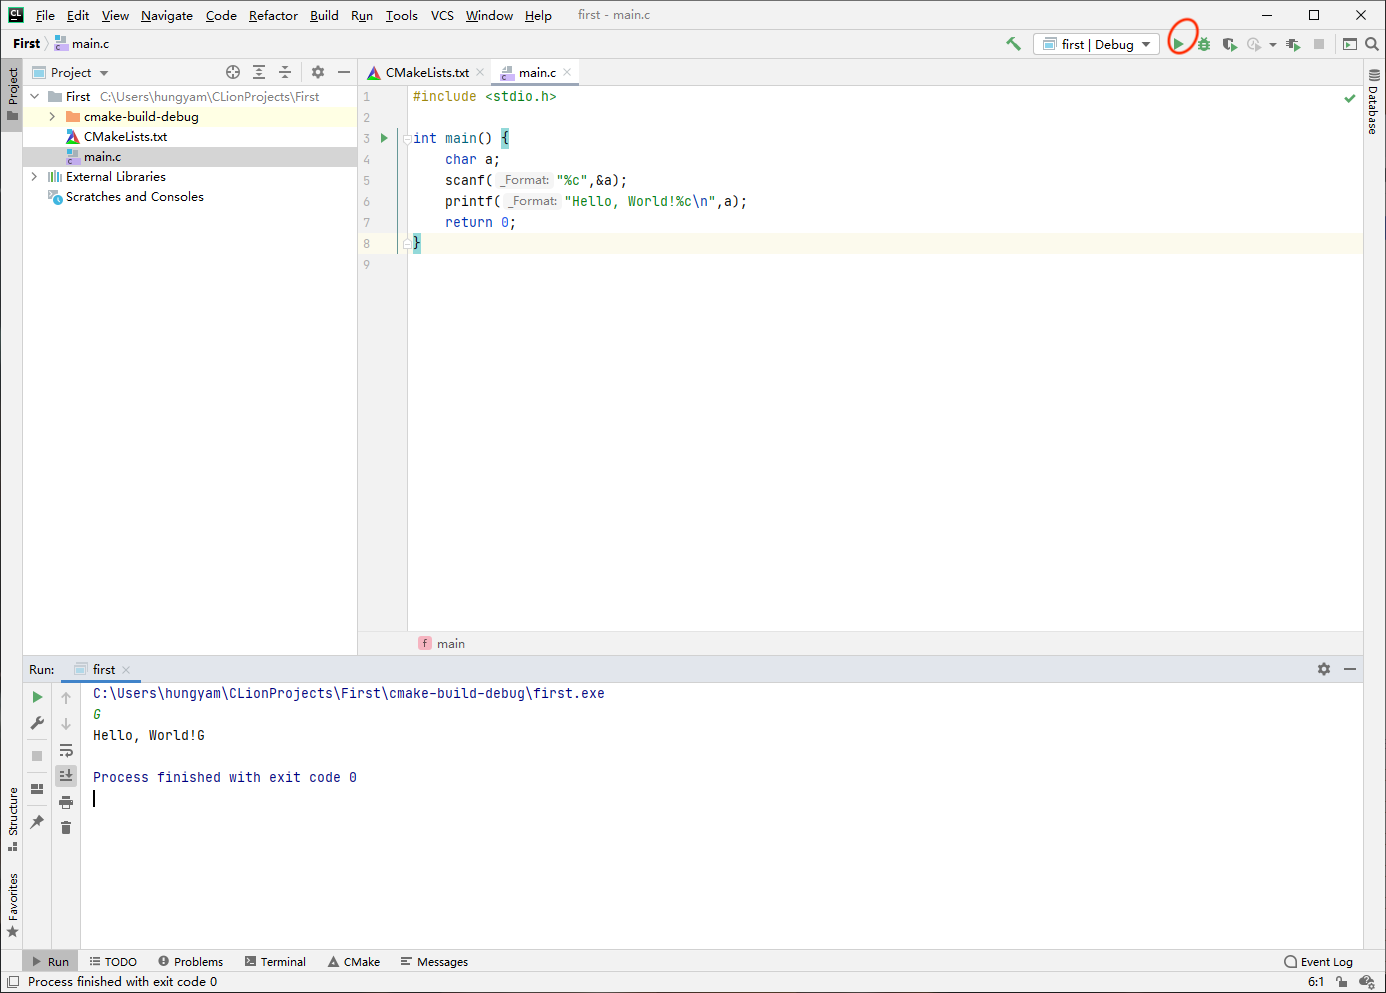 CL File Edit View Navigate Code Refactor Build Run Tools VCS Window Help first - main.c
First main.c first | Debug
Project
Project CMakeLists.txt main.c
First C:\Users\hungyam\CLionProjects\First
cmake-build-debug
CMakeLists.txt
main.c
External Libraries
Scratches and Consoles
1 #include <stdio.h>
2
3 int main() {
4 char a;
5 scanf( _Format: "%c",&a);
6 printf( _Format: "Hello, World!%c\n",a);
7 return 0;
8 }
9
Database
f main
Run: first
C:\Users\hungyam\CLionProjects\First\cmake-build-debug\first.exe
G
Hello, World!G
Process finished with exit code 0
Structure
Favorites
Run TODO Problems Terminal CMake Messages Event Log
Process finished with exit code 0 6:1